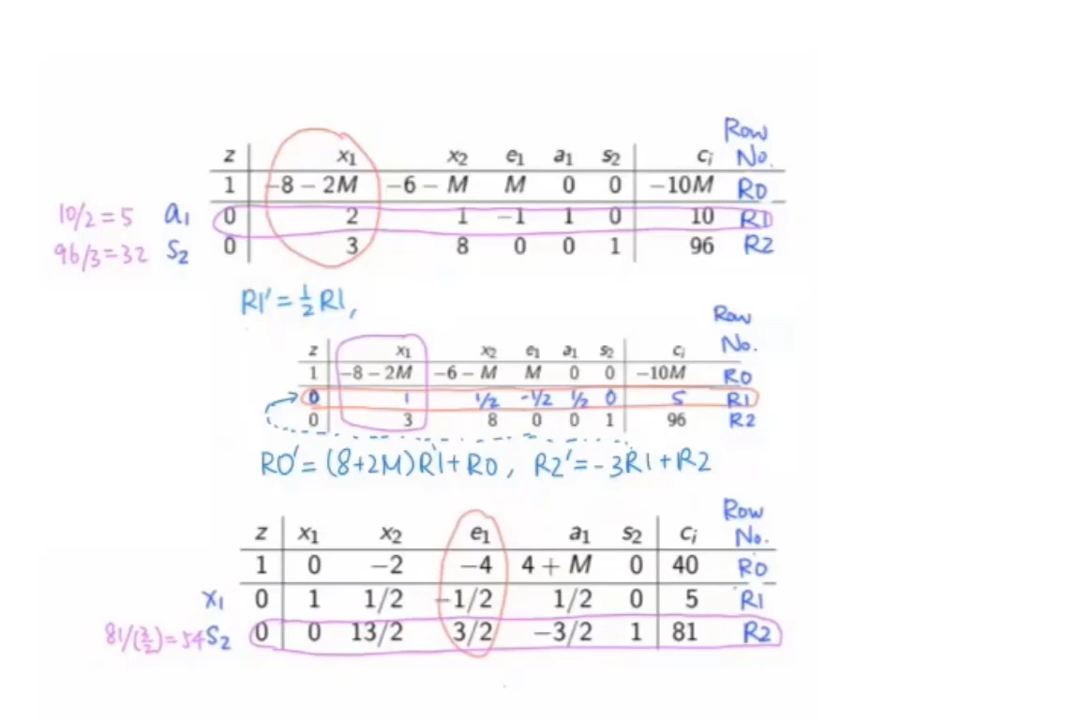 Row
z x₁ x₂ e₁ a₁ s₂ cᵢ No.
1 −8 − 2M −6 − M M 0 0 −10M R0
10/2=5 a₁ 0 2 1 −1 1 0 10 R1
96/3=32 S₂ 0 3 8 0 0 1 96 R2
R1' = ½ R1,
Row
z x₁ x₂ e₁ a₁ s₂ cᵢ No.
1 −8 − 2M −6 − M M 0 0 −10M R0
0 1 1/2 -1/2 1/2 0 5 R1
0 3 8 0 0 1 96 R2
R0' = (8+2M)R1 + R0, R2' = -3R1 + R2
Row
z x₁ x₂ e₁ a₁ s₂ cᵢ No.
1 0 −2 −4 4 + M 0 40 R0
x₁ 0 1 1/2 −1/2 1/2 0 5 R1
81/(3/2)=54 S₂ 0 0 13/2 3/2 −3/2 1 81 R2